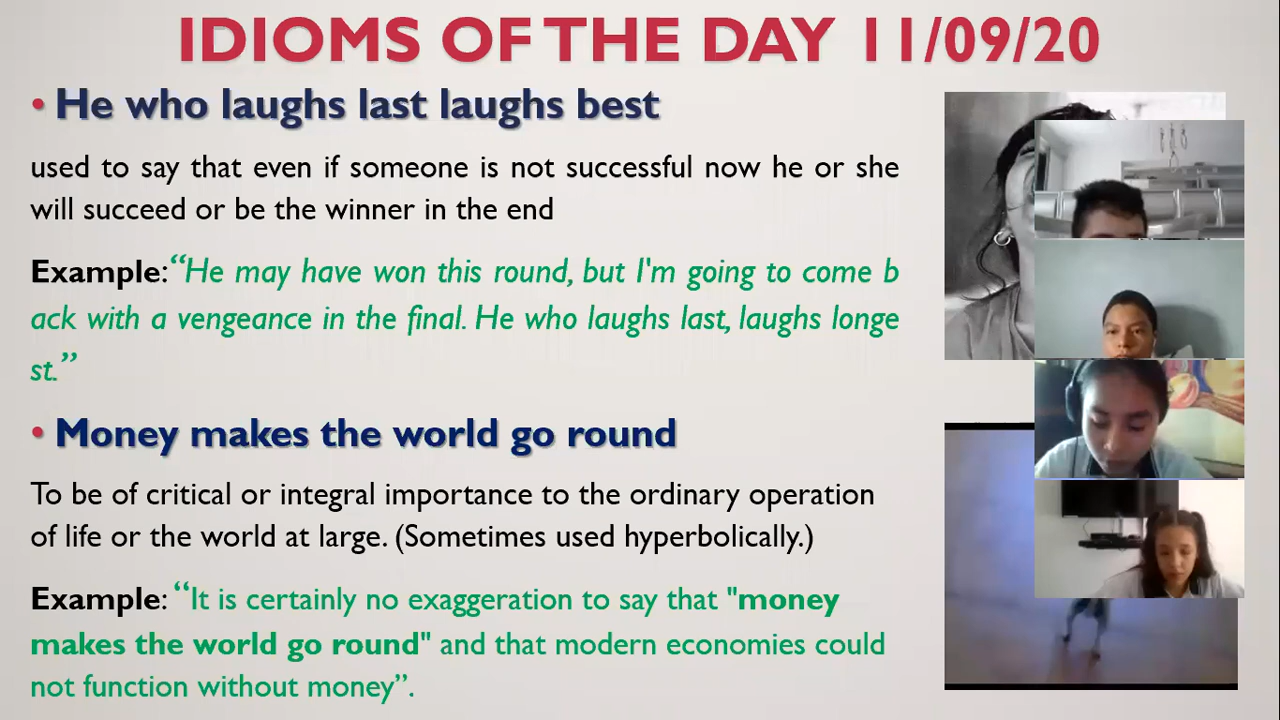 IDIOMS OF THE DAY 11/09/20
• He who laughs last laughs best
used to say that even if someone is not successful now he or she
will succeed or be the winner in the end
Example: “He may have won this round, but I'm going to come b
ack with a vengeance in the final. He who laughs last, laughs longe
st.”
• Money makes the world go round
To be of critical or integral importance to the ordinary operation
of life or the world at large. (Sometimes used hyperbolically.)
Example: “It is certainly no exaggeration to say that "money
makes the world go round" and that modern economies could
not function without money”.